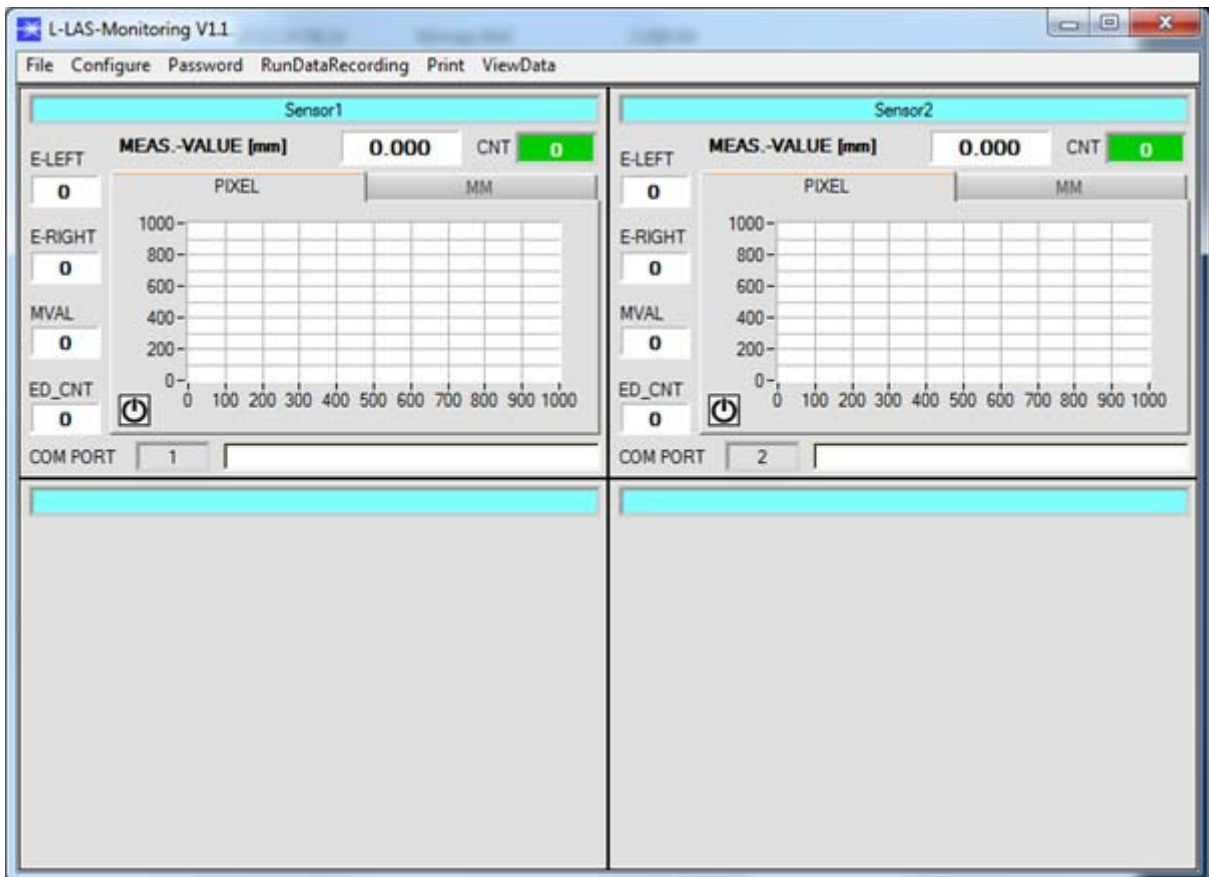 L-LAS-Monitoring V1.1
File Configure Password RunDataRecording Print ViewData
Sensor1
MEAS.-VALUE [mm] 0.000 CNT 0
E-LEFT
0
PIXEL MM
E-RIGHT
0
MVAL
0
ED_CNT
0
1000
800
600
400
200
0
0 100 200 300 400 500 600 700 800 900 1000
COM PORT 1
Sensor2
MEAS.-VALUE [mm] 0.000 CNT 0
E-LEFT
0
PIXEL MM
E-RIGHT
0
MVAL
0
ED_CNT
0
1000
800
600
400
200
0
0 100 200 300 400 500 600 700 800 900 1000
COM PORT 2